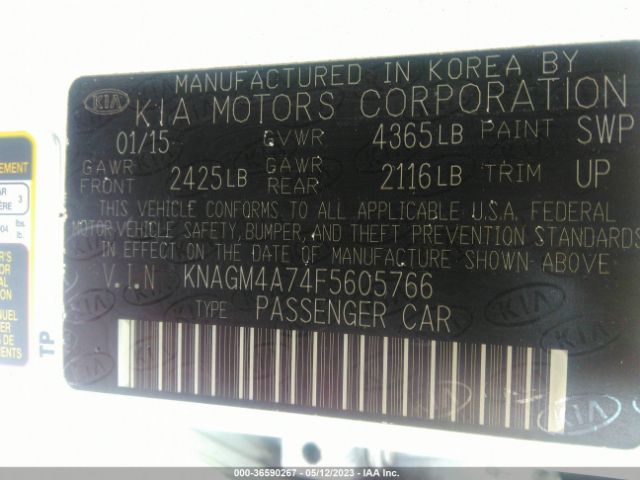 MANUFACTURED IN KOREA BY
KIA KIA MOTORS CORPORATION
01/15 GVWR 4365LB PAINT SWP
GAWR FRONT 2425LB GAWR REAR 2116LB TRIM UP
THIS VEHICLE CONFORMS TO ALL APPLICABLE U.S.A. FEDERAL
MOTOR VEHICLE SAFETY, BUMPER, AND THEFT PREVENTION STANDARDS
IN EFFECT ON THE DATE OF MANUFACTURE SHOWN ABOVE.
V.I.N KNAGM4A74F5605766
TYPE PASSENGER CAR
KIA
TP
000-36590267 - 05/12/2023 - IAA Inc.